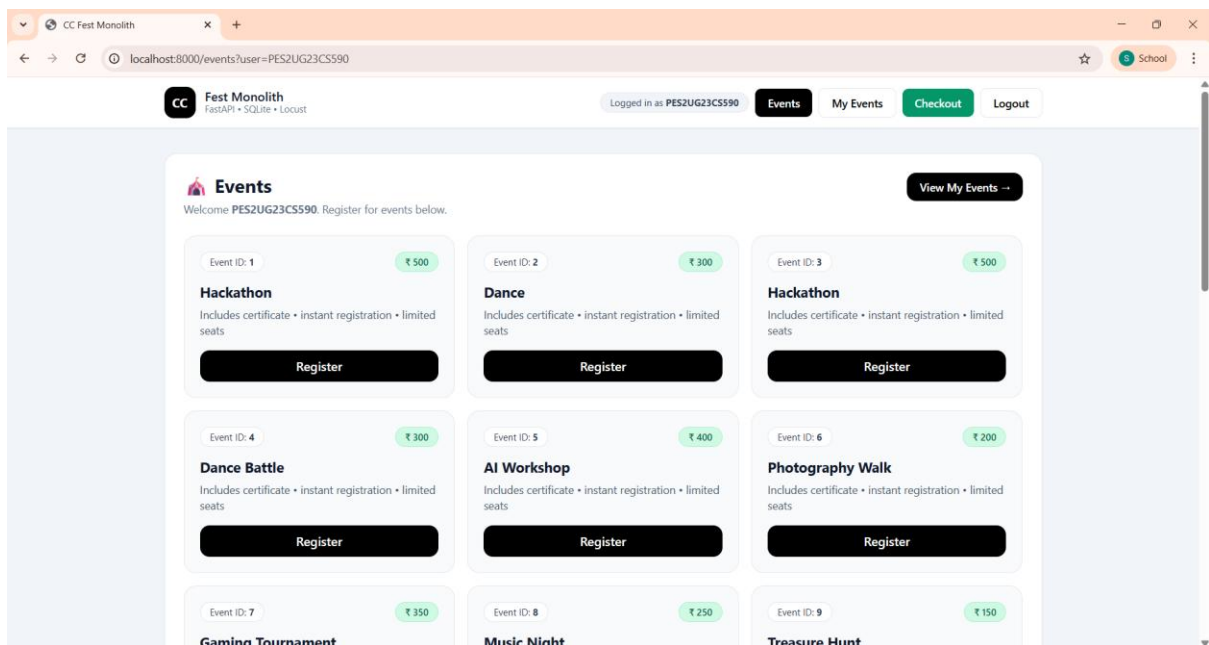 CC Fest Monolith
localhost:8000/events?user=PES2UG23CS590
S School
CC
Fest Monolith
FastAPI • SQLite • Locust
Logged in as PES2UG23CS590
Events
My Events
Checkout
Logout
Events
View My Events →
Welcome PES2UG23CS590. Register for events below.
Event ID: 1
₹ 500
Hackathon
Includes certificate • instant registration • limited
seats
Register
Event ID: 2
₹ 300
Dance
Includes certificate • instant registration • limited
seats
Register
Event ID: 3
₹ 500
Hackathon
Includes certificate • instant registration • limited
seats
Register
Event ID: 4
₹ 300
Dance Battle
Includes certificate • instant registration • limited
seats
Register
Event ID: 5
₹ 400
AI Workshop
Includes certificate • instant registration • limited
seats
Register
Event ID: 6
₹ 200
Photography Walk
Includes certificate • instant registration • limited
seats
Register
Event ID: 7
₹ 350
Gaming Tournament
Event ID: 8
₹ 250
Music Night
Event ID: 9
₹ 150
Treasure Hunt